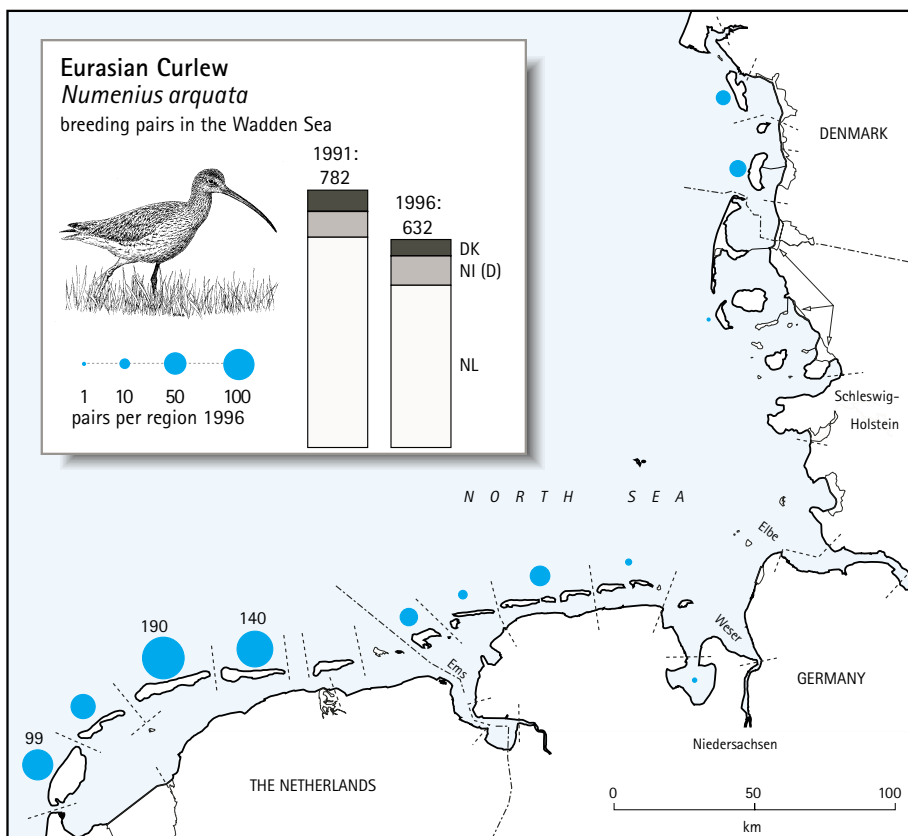 Eurasian Curlew
Numenius arquata
breeding pairs in the Wadden Sea
1991:
782
1996:
632
DK
NI (D)
NL
1 10 50 100
pairs per region 1996
DENMARK
Schleswig-
Holstein
NORTH SEA
Elbe
Weser
Ems
190
140
99
GERMANY
Niedersachsen
THE NETHERLANDS
0 50 100
km